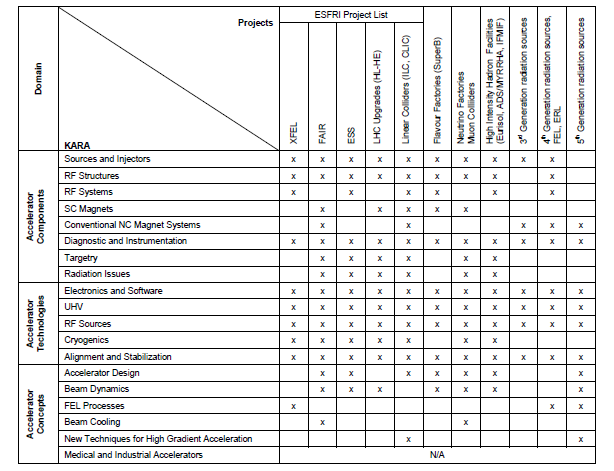 Projects
ESFRI Project List
Domain
KARA
XFEL
FAIR
ESS
LHC Upgrades (HL-HE)
Linear Colliders (ILC, CLIC)
Flavour Factories (SuperB)
Neutrino Factories
Muon Colliders
High Intensity Hadron Facilities
(Eurisol, ADS/MYRRHA, IFMIF)
3rd Generation radiation sources
4th Generation radiation sources,
FEL, ERL
5th Generation radiation sources
Accelerator
Components
Sources and Injectors x x x x x x x x x x
RF Structures x x x x x x x x x
RF Systems x x x x x x
SC Magnets x x x x x
Conventional NC Magnet Systems x x x x x
Diagnostic and Instrumentation x x x x x x x x x x x
Targetry x x x x x x
Radiation Issues x x x x x x
Accelerator
Technologies
Electronics and Software x x x x x x x x x x x
UHV x x x x x x x x x x x
RF Sources x x x x x x x x x x x
Cryogenics x x x x x x x
Alignment and Stabilization x x x x x x x x x x x
Accelerator
Concepts
Accelerator Design x x x x x x x
Beam Dynamics x x x x x x x
FEL Processes x x x
Beam Cooling x x
New Techniques for High Gradient Acceleration x x
Medical and Industrial Accelerators N/A